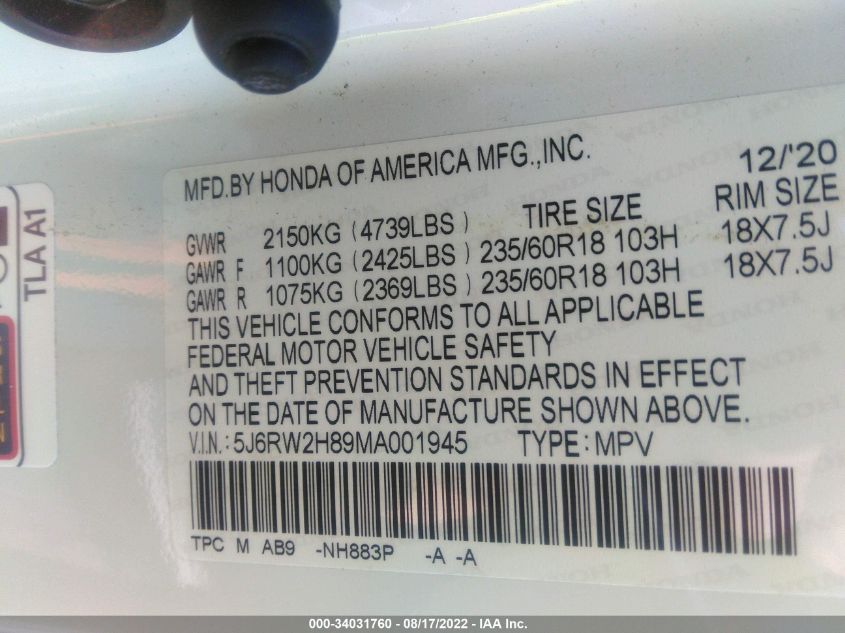 MFD.BY HONDA OF AMERICA MFG.,INC. 12/'20
TIRE SIZE RIM SIZE
GVWR 2150KG (4739LBS)
GAWR F 1100KG (2425LBS) 235/60R18 103H 18X7.5J
GAWR R 1075KG (2369LBS) 235/60R18 103H 18X7.5J
THIS VEHICLE CONFORMS TO ALL APPLICABLE
FEDERAL MOTOR VEHICLE SAFETY
AND THEFT PREVENTION STANDARDS IN EFFECT
ON THE DATE OF MANUFACTURE SHOWN ABOVE.
V.I.N.: 5J6RW2H89MA001945 TYPE: MPV
TPC M AB9 -NH883P -A -A
TLA A1
000-34031760 - 08/17/2022 - IAA Inc.